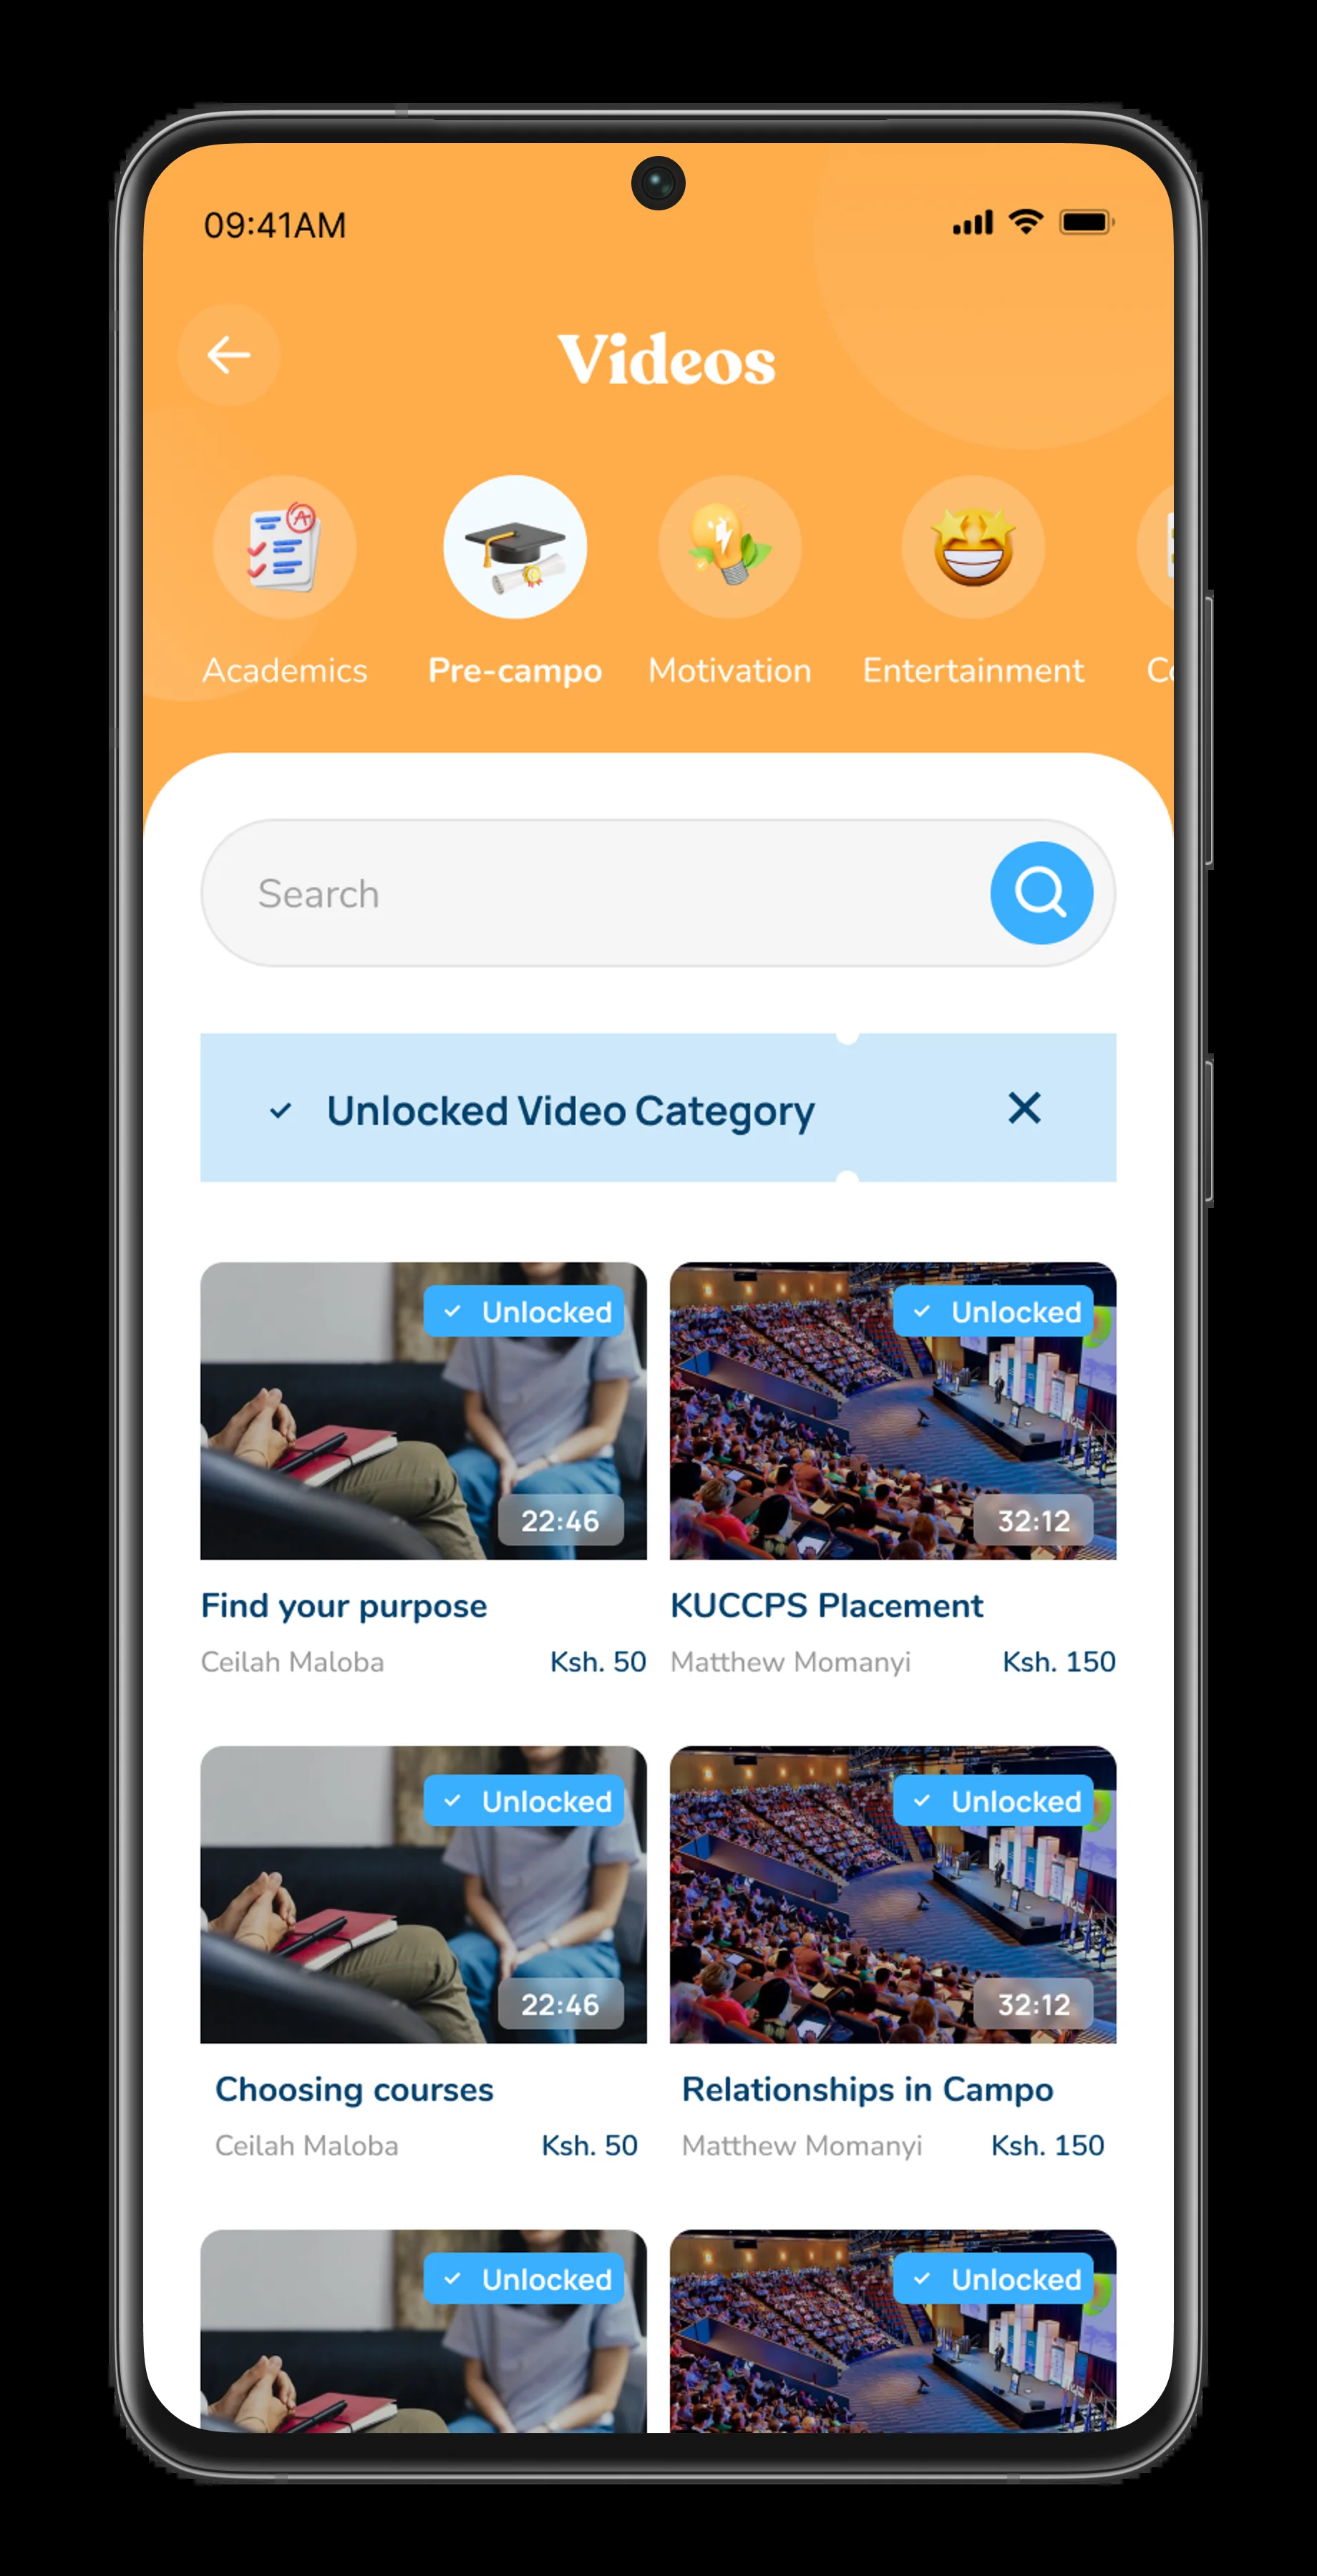 09:41AM
Videos
Academics
Pre-campo
Motivation
Entertainment
Search
Unlocked Video Category
Unlocked
Unlocked
22:46
32:12
Find your purpose
KUCCPS Placement
Ceilah Maloba
Ksh. 50
Matthew Momanyi
Ksh. 150
Unlocked
Unlocked
22:46
32:12
Choosing courses
Relationships in Campo
Ceilah Maloba
Ksh. 50
Matthew Momanyi
Ksh. 150
Unlocked
Unlocked